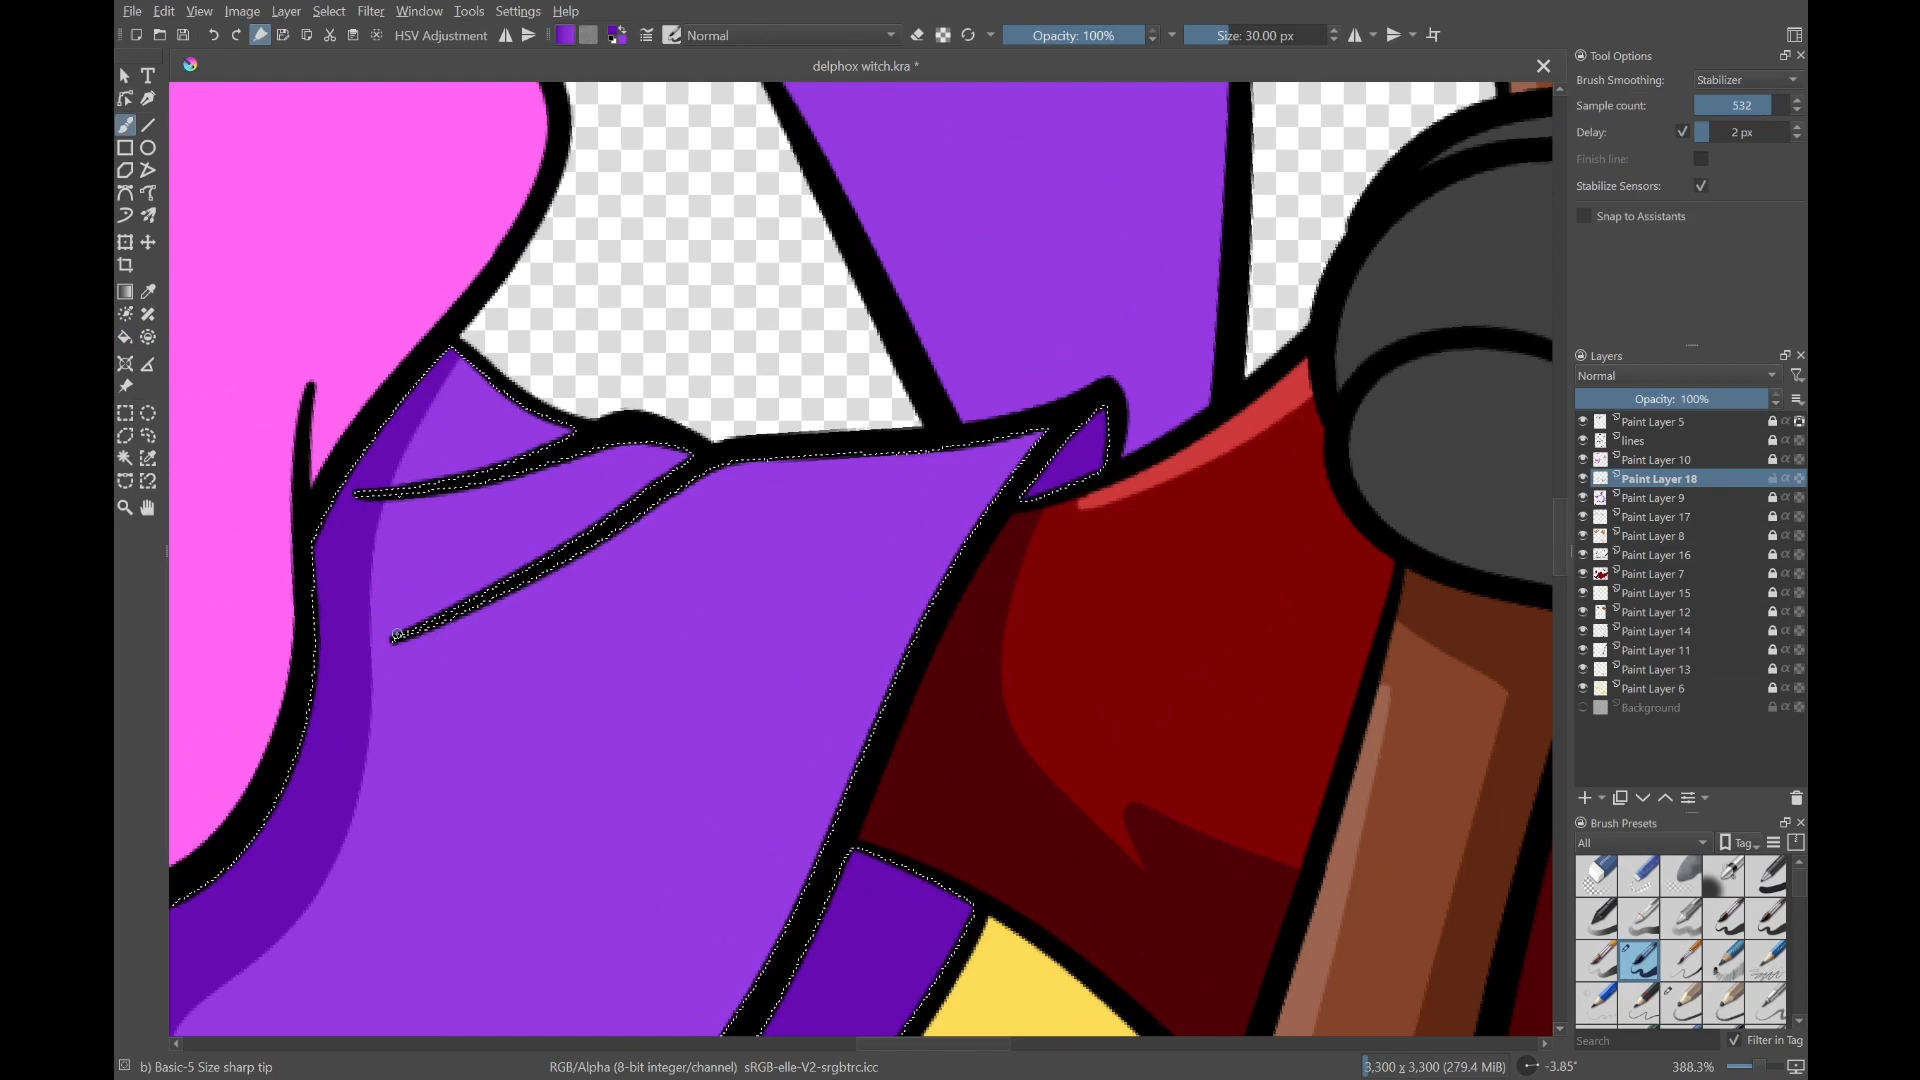 File Edit View Image Layer Select Filter Window Tools Settings Help
HSV Adjustment Normal Opacity: 100% Size: 30.00 px
delphox witch.kra *
Tool Options
Brush Smoothing: Stabilizer
Sample count: 532
Delay: 2 px
Finish line:
Stabilize Sensors:
Snap to Assistants
Layers
Normal
Opacity: 100%
Paint Layer 5
lines
Paint Layer 10
Paint Layer 18
Paint Layer 9
Paint Layer 17
Paint Layer 8
Paint Layer 16
Paint Layer 7
Paint Layer 15
Paint Layer 12
Paint Layer 14
Paint Layer 11
Paint Layer 13
Paint Layer 6
Background
Brush Presets
All Tag
Search Filter in Tag
b) Basic-5 Size sharp tip RGB/Alpha (8-bit integer/channel) sRGB-elle-V2-srgbtrc.icc 3,300 x 3,300 (279.4 MiB) -3.85° 388.3%